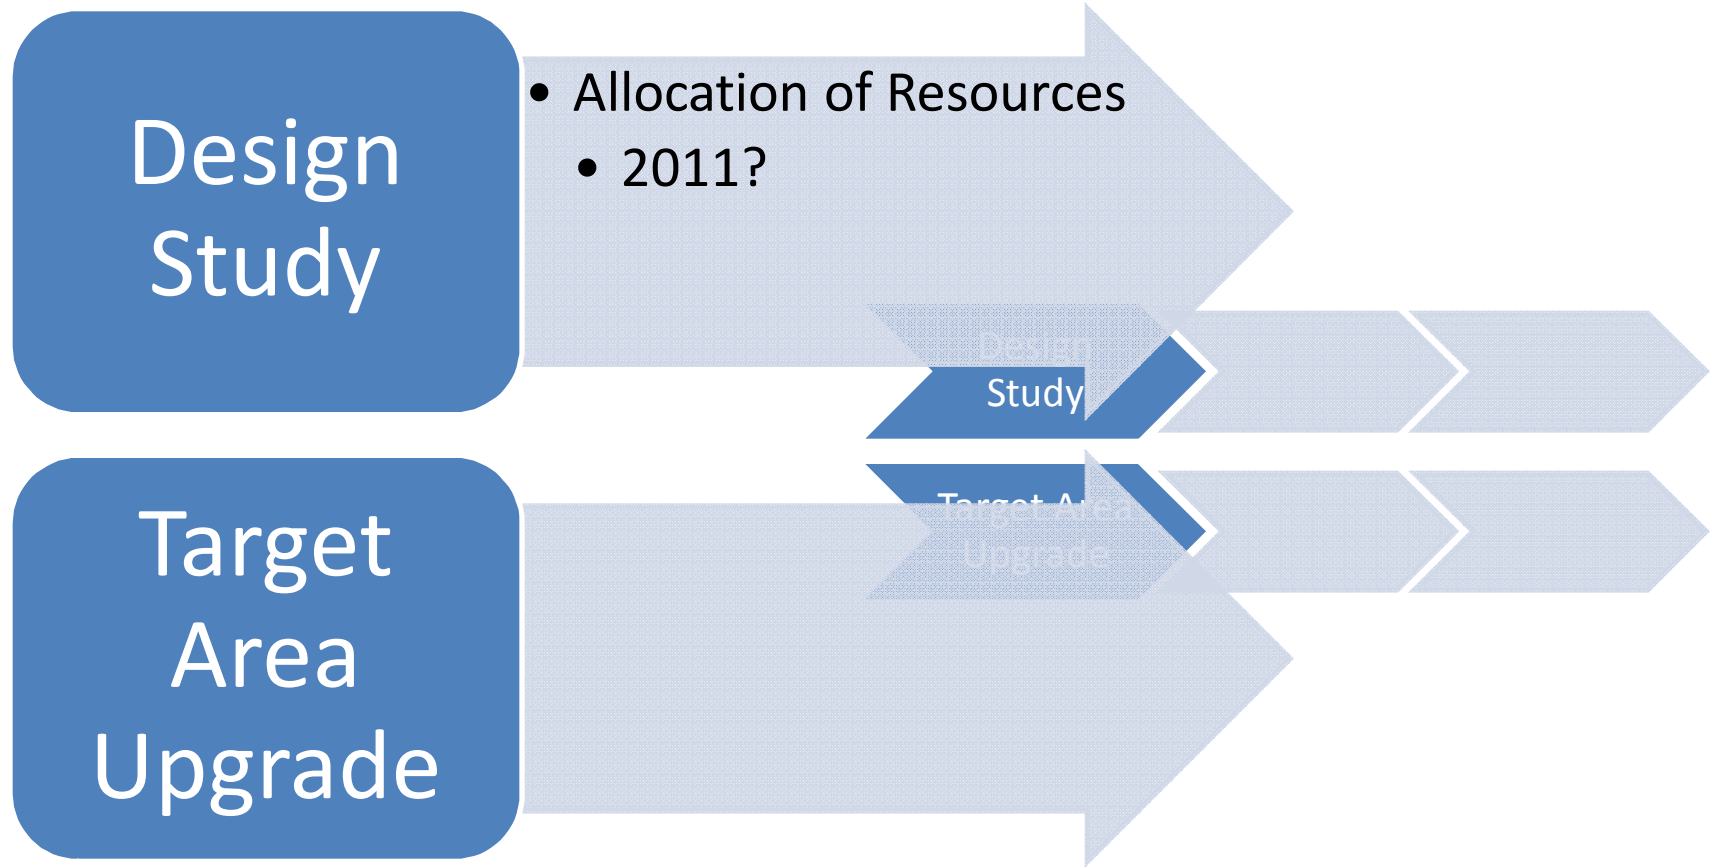 Design
Study
• Allocation of Resources
• 2011?
Design
Study
Target Area
Upgrade
Target
Area
Upgrade